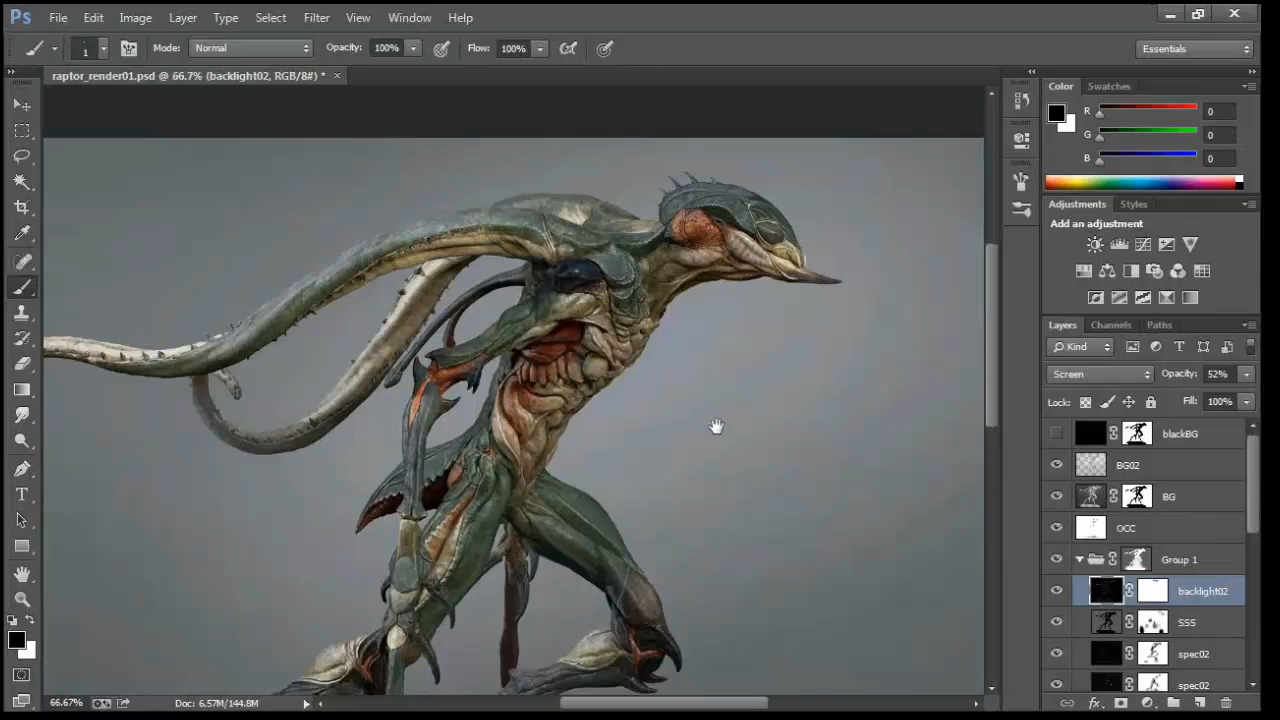 Ps File Edit Image Layer Type Select Filter View Window Help
1 Mode: Normal Opacity: 100% Flow: 100% Essentials
raptor_render01.psd @ 66.7% (backlight02, RGB/8#) * ×
Color Swatches
R 0
G 0
B 0
Adjustments Styles
Add an adjustment
Layers Channels Paths
Kind
Screen Opacity: 52%
Lock: Fill: 100%
blackBG
BG02
BG
OCC
Group 1
backlight02
SSS
spec02
spec02
66.67% Doc: 6.57M/144.8M